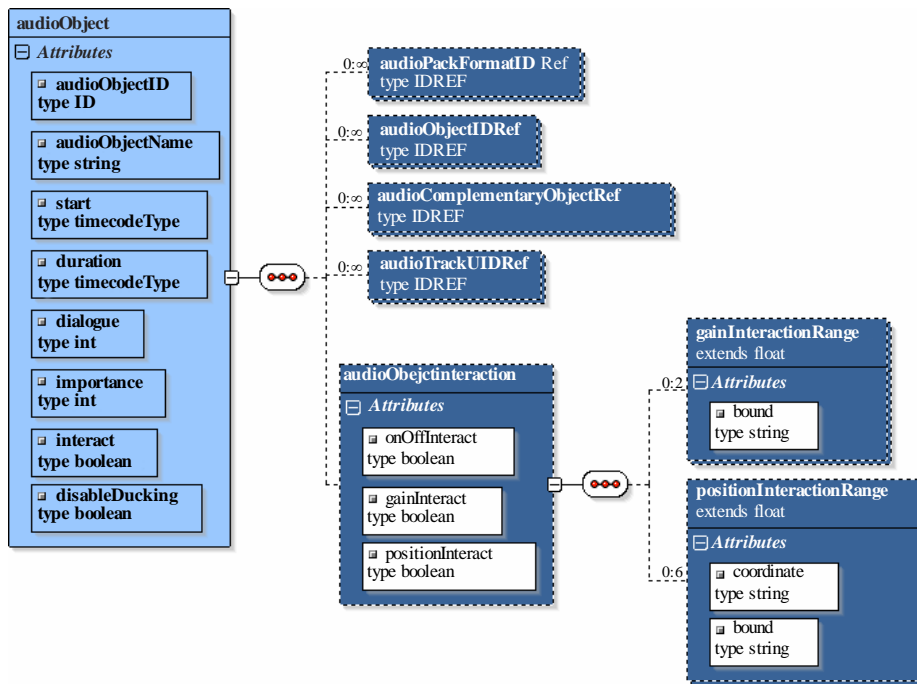 audioObject
Attributes
audioObjectID
type ID
audioObjectName
type string
start
type timecodeType
duration
type timecodeType
dialogue
type int
importance
type int
interact
type boolean
disableDucking
type boolean
0:∞
audioPackFormatID Ref
type IDREF
0:∞
audioObjectIDRef
type IDREF
0:∞
audioComplementaryObjectRef
type IDREF
0:∞
audioTrackUIDRef
type IDREF
audioObejctinteraction
Attributes
onOffInteract
type boolean
gainInteract
type boolean
positionInteract
type boolean
0:2
gainInteractionRange
extends float
Attributes
bound
type string
0:6
positionInteractionRange
extends float
Attributes
coordinate
type string
bound
type string